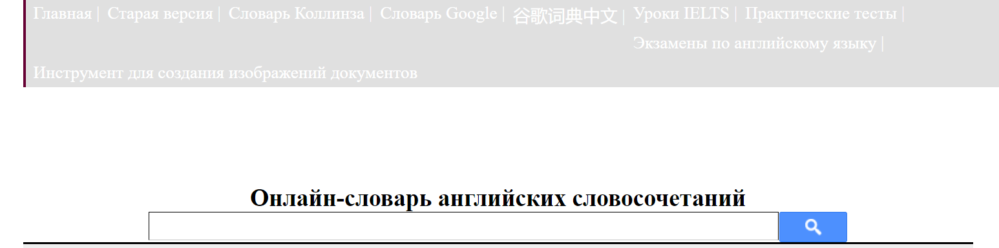 Главная | Старая версия | Словарь Коллинза | Словарь Google | 谷歌词典中文 | Уроки IELTS | Практические тесты |
Экзамены по английскому языку |
Инструмент для создания изображений документов
Онлайн-словарь английских словосочетаний